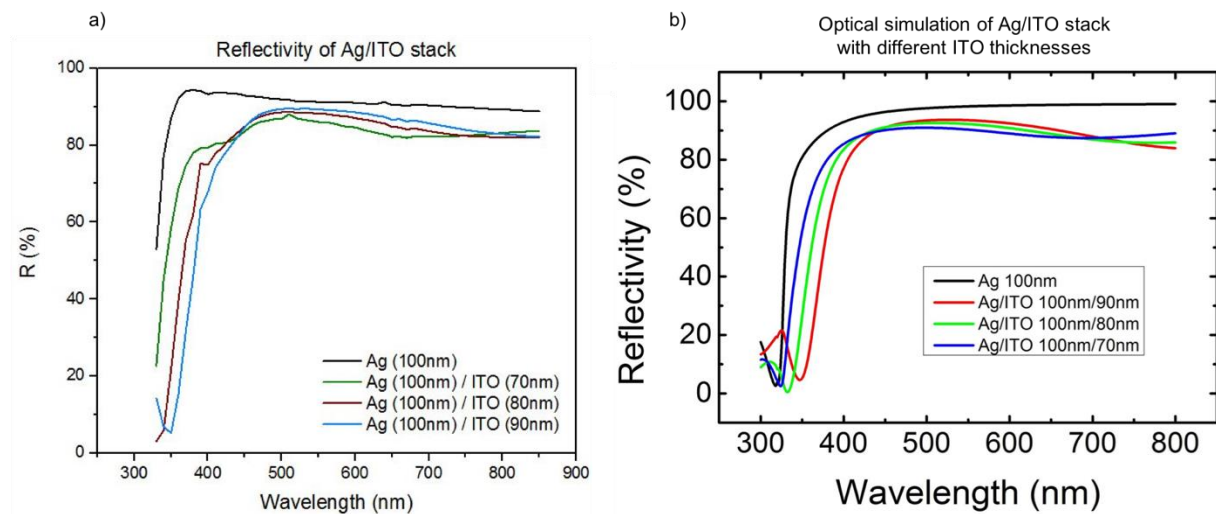 a)
Reflectivity of Ag/ITO stack
100
80
60
40
20
0
R (%)
300 400 500 600 700 800 900
Wavelength (nm)
Ag (100nm)
Ag (100nm) / ITO (70nm)
Ag (100nm) / ITO (80nm)
Ag (100nm) / ITO (90nm)
b)
Optical simulation of Ag/ITO stack
with different ITO thicknesses
100
80
60
40
20
0
Reflectivity (%)
300 400 500 600 700 800
Wavelength (nm)
Ag 100nm
Ag/ITO 100nm/90nm
Ag/ITO 100nm/80nm
Ag/ITO 100nm/70nm